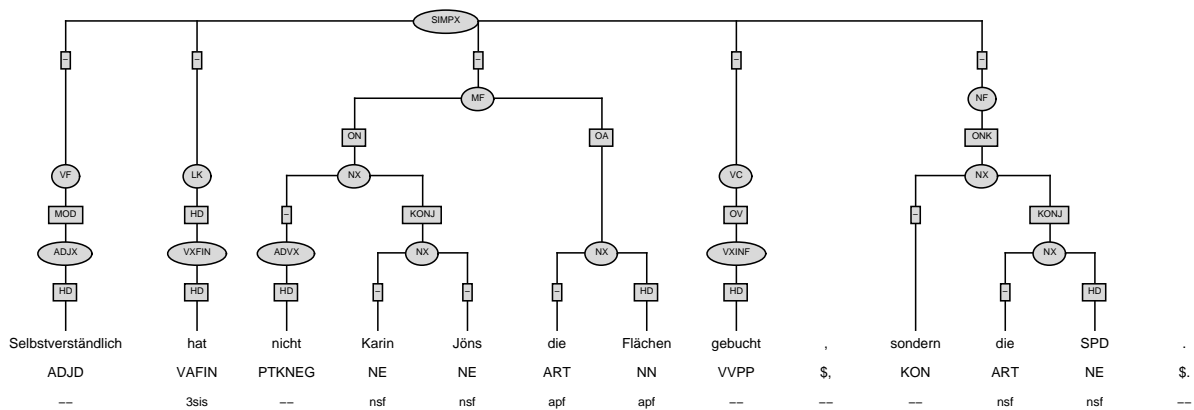 SIMPX
– – – – –
MF NF
ON OA ONK
VF LK NX VC NX
MOD HD – KONJ OV – KONJ
ADJX VXFIN ADVX NX NX VXINF NX
HD HD HD – – – HD HD – HD
Selbstverständlich hat nicht Karin Jöns die Flächen gebucht , sondern die SPD .
ADJD VAFIN PTKNEG NE NE ART NN VVPP $, KON ART NE $.
–– 3sis –– nsf nsf apf apf –– –– –– nsf nsf ––